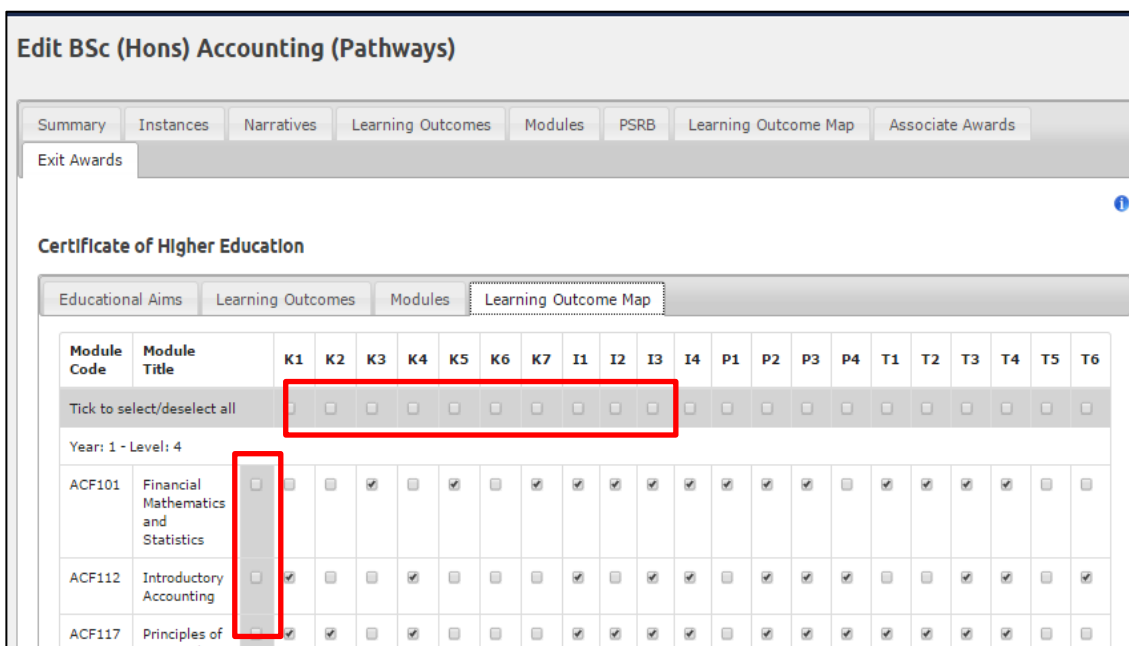 Edit BSc (Hons) Accounting (Pathways)
Summary Instances Narratives Learning Outcomes Modules PSRB Learning Outcome Map Associate Awards
Exit Awards
Certificate of Higher Education
Educational Aims Learning Outcomes Modules Learning Outcome Map
Module Module
Code Title K1 K2 K3 K4 K5 K6 K7 I1 I2 I3 I4 P1 P2 P3 P4 T1 T2 T3 T4 T5 T6
Tick to select/deselect all
Year: 1 - Level: 4
ACF101 Financial
Mathematics
and
Statistics
ACF112 Introductory
Accounting
ACF117 Principles of